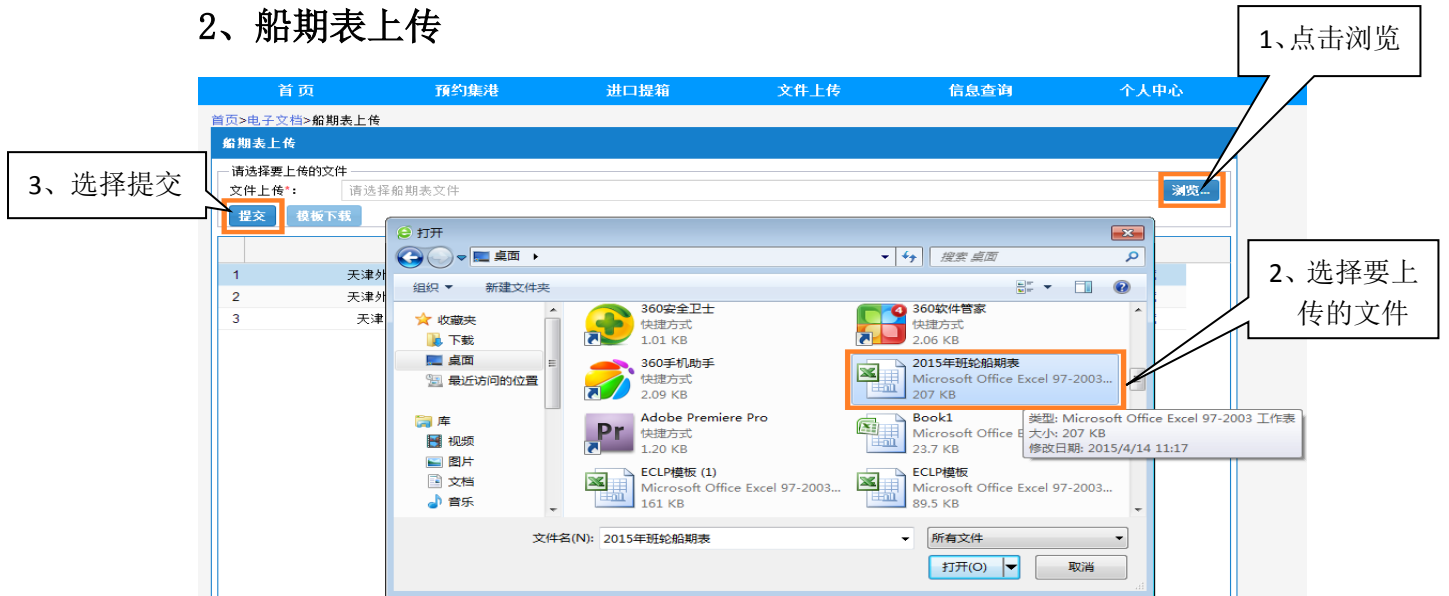 2、船期表上传
1、点击浏览
首页 预约集港 进口提箱 文件上传 信息查询 个人中心
首页>电子文档>船期表上传
船期表上传
请选择要上传的文件
文件上传*: 请选择船期表文件 浏览...
3、选择提交
提交 模板下载
打开
桌面 搜索 桌面
组织 新建文件夹
1 天津外
2 天津外
3 天津
2、选择要上
传的文件
收藏夹
下载
桌面
最近访问的位置
库
视频
图片
文档
音乐
360安全卫士
快捷方式
1.01 KB
360软件管家
快捷方式
2.06 KB
360手机助手
快捷方式
2.09 KB
2015年班轮船期表
Microsoft Office Excel 97-2003...
207 KB
Adobe Premiere Pro
快捷方式
1.20 KB
Book1
Microsoft Office E
23.7 KB
类型: Microsoft Office Excel 97-2003 工作表
大小: 207 KB
修改日期: 2015/4/14 11:17
ECLP模板 (1)
Microsoft Office Excel 97-2003...
161 KB
ECLP模板
Microsoft Office Excel 97-2003...
89.5 KB
文件名(N): 2015年班轮船期表 所有文件
打开(O) 取消